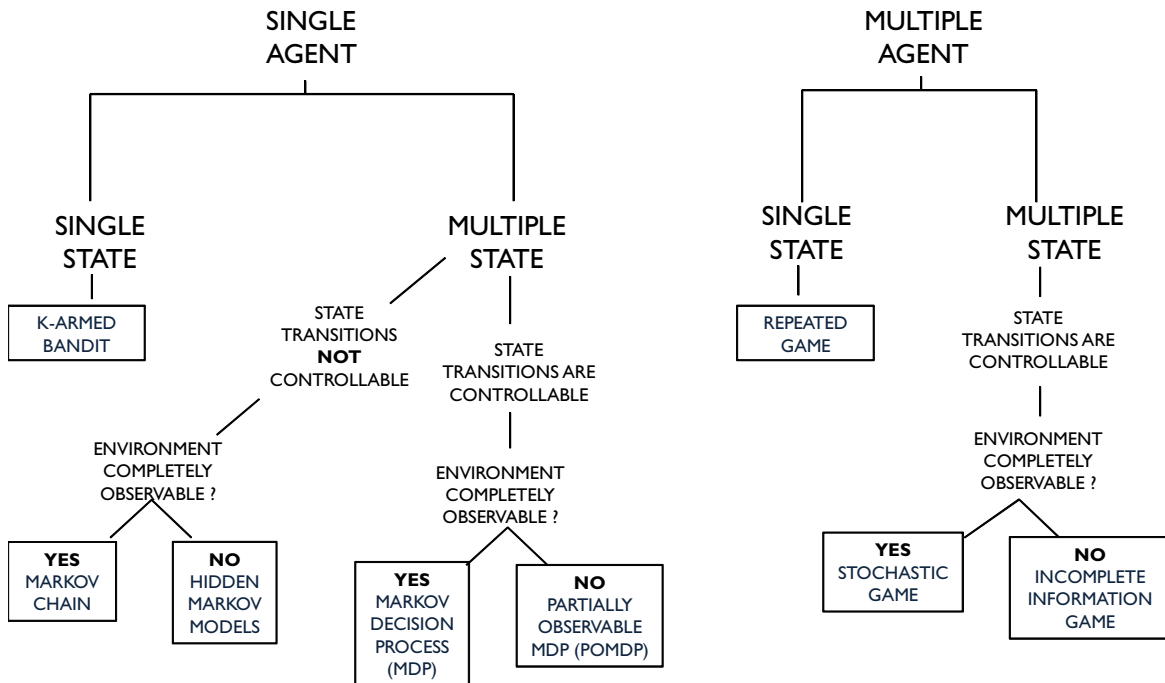 SINGLE
AGENT
SINGLE
STATE
K-ARMED
BANDIT
MULTIPLE
STATE
STATE
TRANSITIONS
NOT
CONTROLLABLE
ENVIRONMENT
COMPLETELY
OBSERVABLE ?
YES
MARKOV
CHAIN
NO
HIDDEN
MARKOV
MODELS
STATE
TRANSITIONS ARE
CONTROLLABLE
ENVIRONMENT
COMPLETELY
OBSERVABLE ?
YES
MARKOV
DECISION
PROCESS
(MDP)
NO
PARTIALLY
OBSERVABLE
MDP (POMDP)
MULTIPLE
AGENT
SINGLE
STATE
REPEATED
GAME
MULTIPLE
STATE
STATE
TRANSITIONS ARE
CONTROLLABLE
ENVIRONMENT
COMPLETELY
OBSERVABLE ?
YES
STOCHASTIC
GAME
NO
INCOMPLETE
INFORMATION
GAME